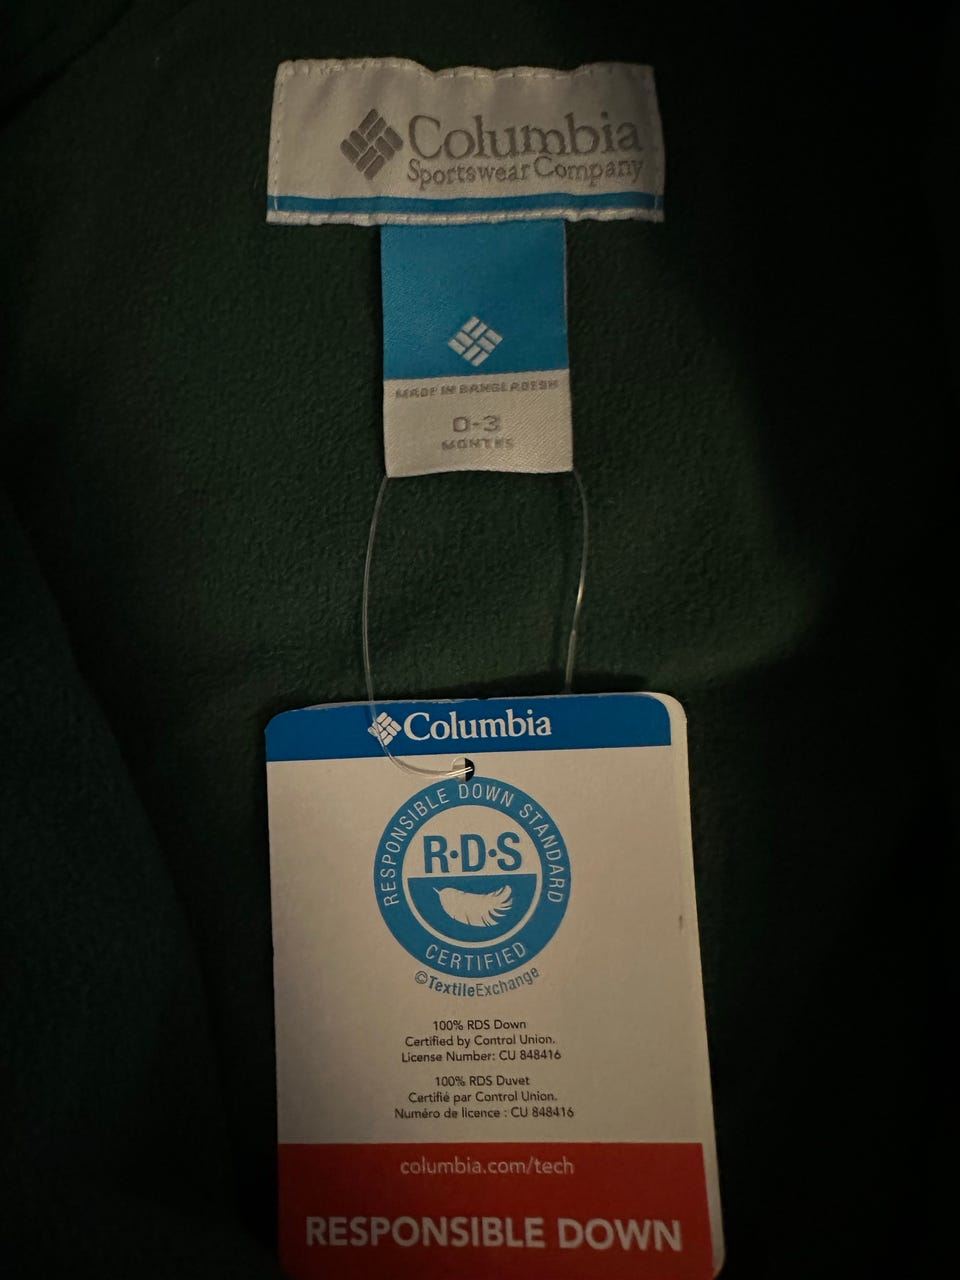 Columbia
Sportswear Company
MADE IN BANGLADESH
0-3
MONTHS
Columbia
RESPONSIBLE DOWN STANDARD
R·D·S
CERTIFIED
©TextileExchange
100% RDS Down
Certified by Control Union.
License Number: CU 848416
100% RDS Duvet
Certifié par Control Union.
Numéro de licence : CU 848416
columbia.com/tech
RESPONSIBLE DOWN